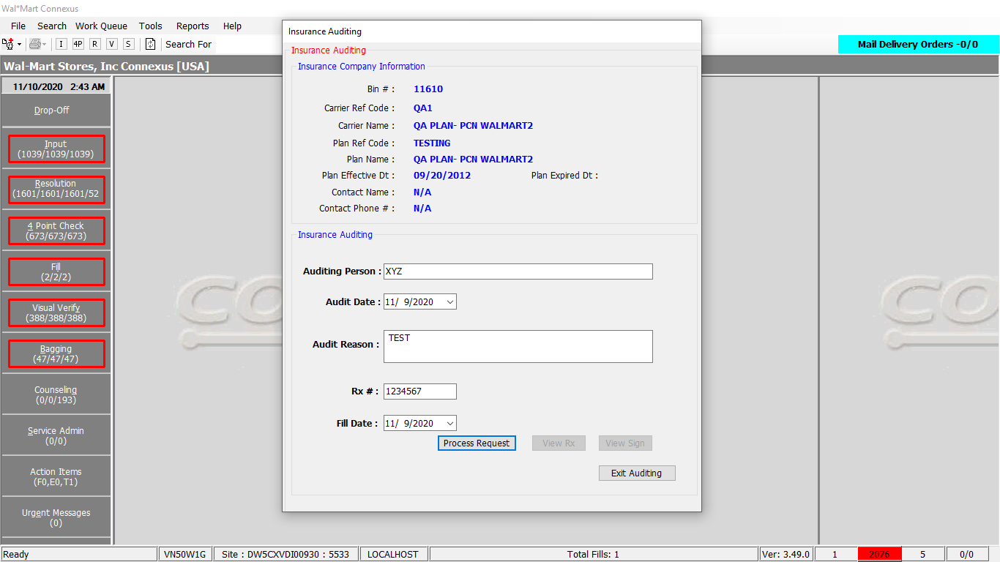 Wal*Mart Connexus
File Search Work Queue Tools Reports Help
I 4P R V S Search For
Mail Delivery Orders -0/0
Wal-Mart Stores, Inc Connexus [USA]
11/10/2020 2:43 AM
Drop-Off
Input
(1039/1039/1039)
Resolution
(1601/1601/1601/52
4 Point Check
(673/673/673)
Fill
(2/2/2)
Visual Verify
(388/388/388)
Bagging
(47/47/47)
Counseling
(0/0/193)
Service Admin
(0/0)
Action Items
(F0,E0,T1)
Urgent Messages
(0)
Insurance Auditing
Insurance Auditing
Insurance Company Information
Bin # : 11610
Carrier Ref Code : QA1
Carrier Name : QA PLAN- PCN WALMART2
Plan Ref Code : TESTING
Plan Name : QA PLAN- PCN WALMART2
Plan Effective Dt : 09/20/2012 Plan Expired Dt :
Contact Name : N/A
Contact Phone # : N/A
Insurance Auditing
Auditing Person : XYZ
Audit Date : 11/ 9/2020
Audit Reason : TEST
Rx # : 1234567
Fill Date : 11/ 9/2020
Process Request View Rx View Sign
Exit Auditing
CO
CO
Ready VN50W1G Site : DW5CXVDI00930 : 5533 LOCALHOST Total Fills: 1 Ver: 3.49.0 1 2076 5 0/0